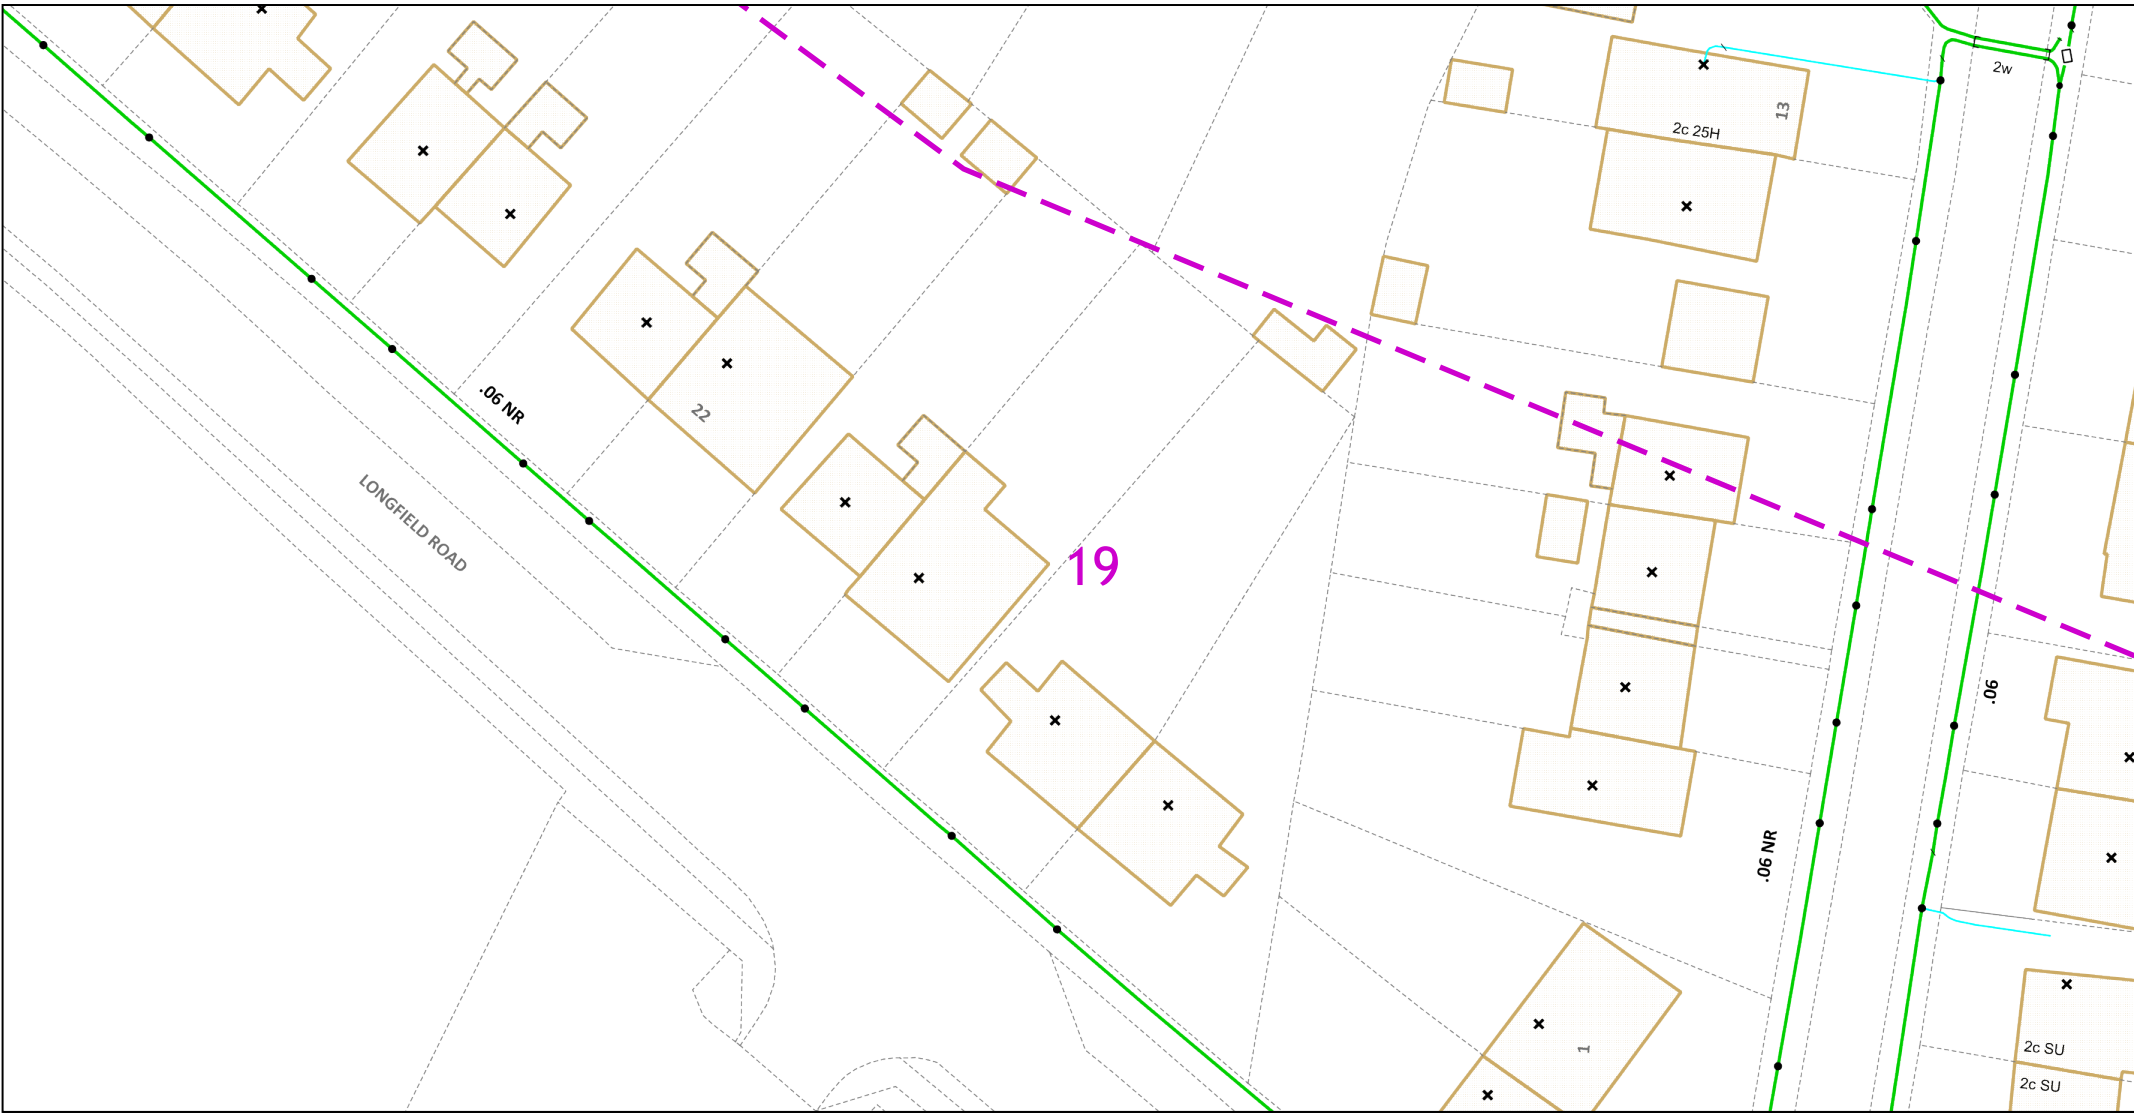 2w
13
2c 25H
.06 NR
22
LONGFIELD ROAD
19
.06
.06 NR
1
2c SU
2c SU